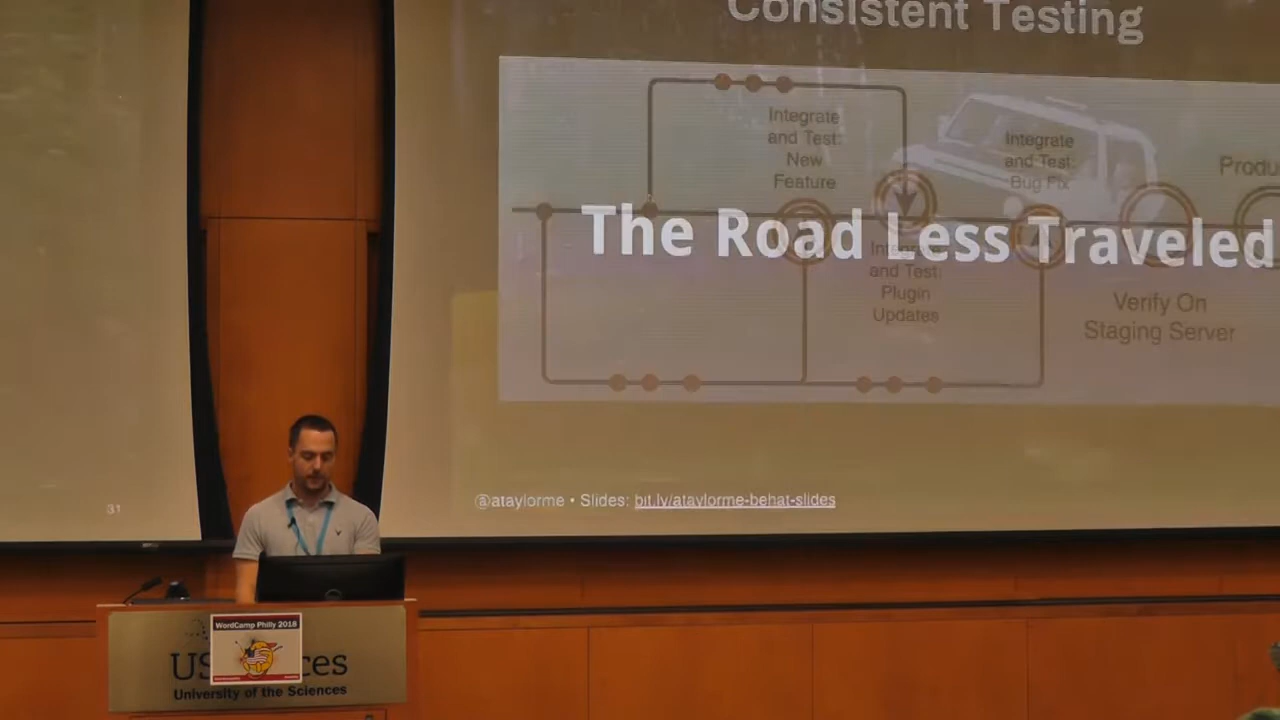 Consistent Testing
Integrate
and Test:
New
Feature
Integrate
and Test:
Bug Fix
The Road Less Traveled
and Test:
Plugin
Updates
Verify On
Staging Server
31
@ataylorme • Slides: bit.ly/ataylorme-behat-slides
WordCamp Philly 2018
University of the Sciences